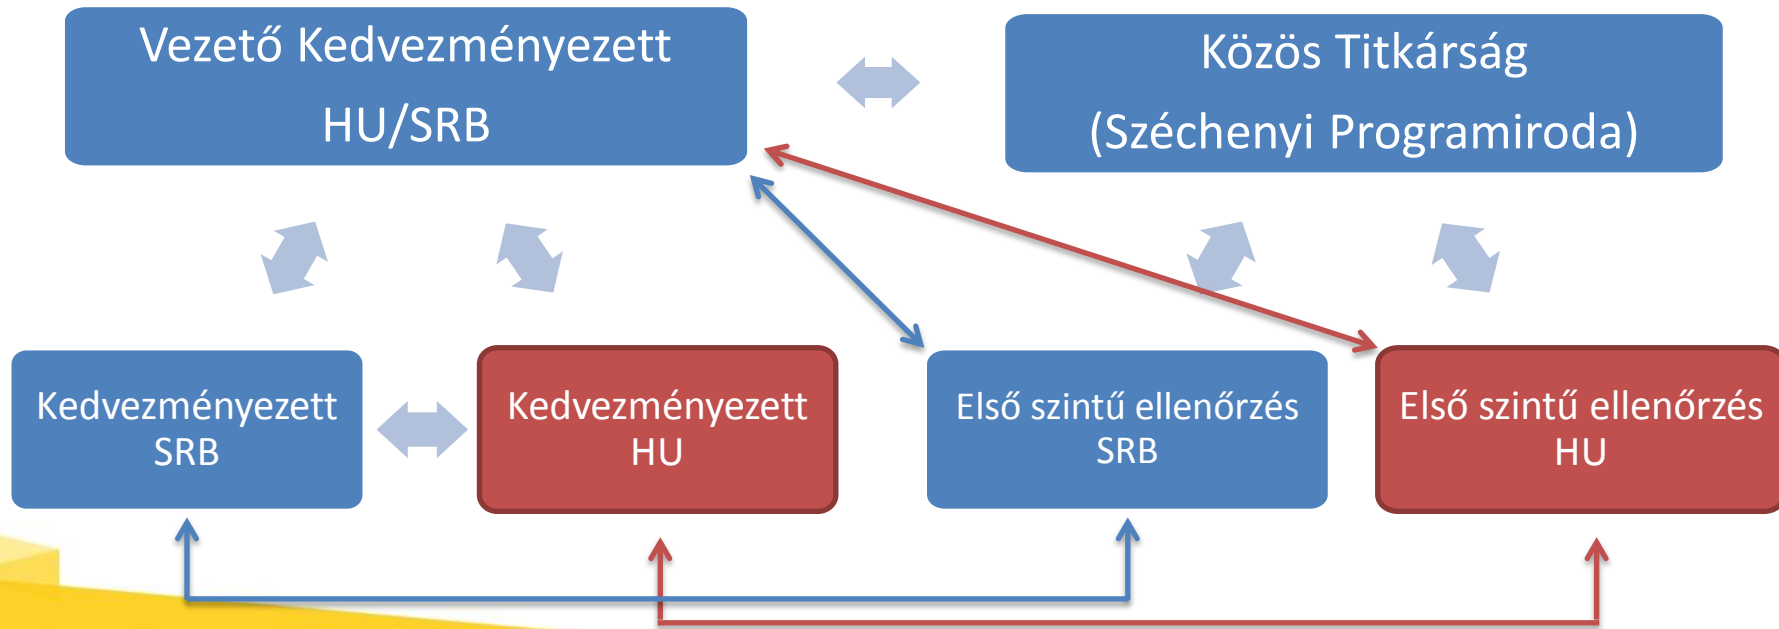 Vezető Kedvezményezett
HU/SRB
Közös Titkárság
(Széchenyi Programiroda)
Kedvezményezett
SRB
Kedvezményezett
HU
Első szintű ellenőrzés
SRB
Első szintű ellenőrzés
HU